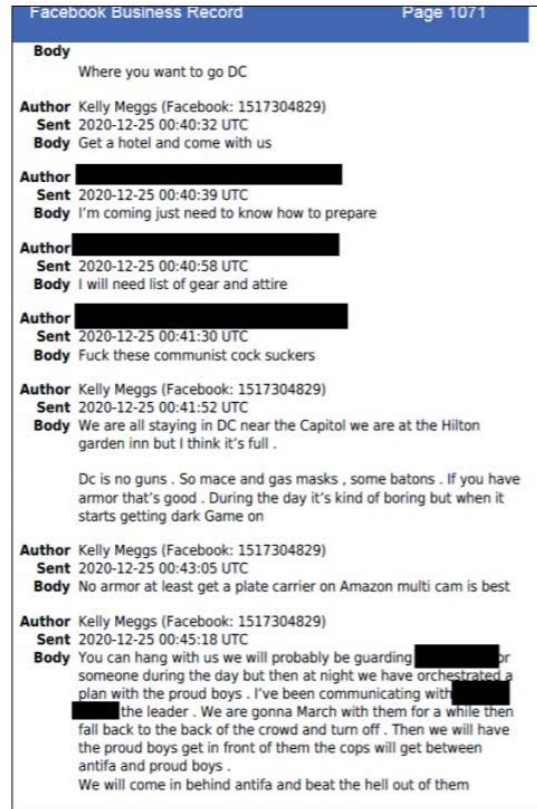 Facebook Business Record Page 1071
Body
Where you want to go DC
Author Kelly Meggs (Facebook: 1517304829)
Sent 2020-12-25 00:40:32 UTC
Body Get a hotel and come with us
Author
Sent 2020-12-25 00:40:39 UTC
Body I'm coming just need to know how to prepare
Author
Sent 2020-12-25 00:40:58 UTC
Body I will need list of gear and attire
Author
Sent 2020-12-25 00:41:30 UTC
Body Fuck these communist cock suckers
Author Kelly Meggs (Facebook: 1517304829)
Sent 2020-12-25 00:41:52 UTC
Body We are all staying in DC near the Capitol we are at the Hilton
garden inn but I think it's full .
Dc is no guns . So mace and gas masks , some batons . If you have
armor that's good . During the day it's kind of boring but when it
starts getting dark Game on
Author Kelly Meggs (Facebook: 1517304829)
Sent 2020-12-25 00:43:05 UTC
Body No armor at least get a plate carrier on Amazon multi cam is best
Author Kelly Meggs (Facebook: 1517304829)
Sent 2020-12-25 00:45:18 UTC
Body You can hang with us we will probably be guarding or
someone during the day but then at night we have orchestrated a
plan with the proud boys . I've been communicating with
the leader . We are gonna March with them for a while then
fall back to the back of the crowd and turn off . Then we will have
the proud boys get in front of them the cops will get between
antifa and proud boys .
We will come in behind antifa and beat the hell out of them